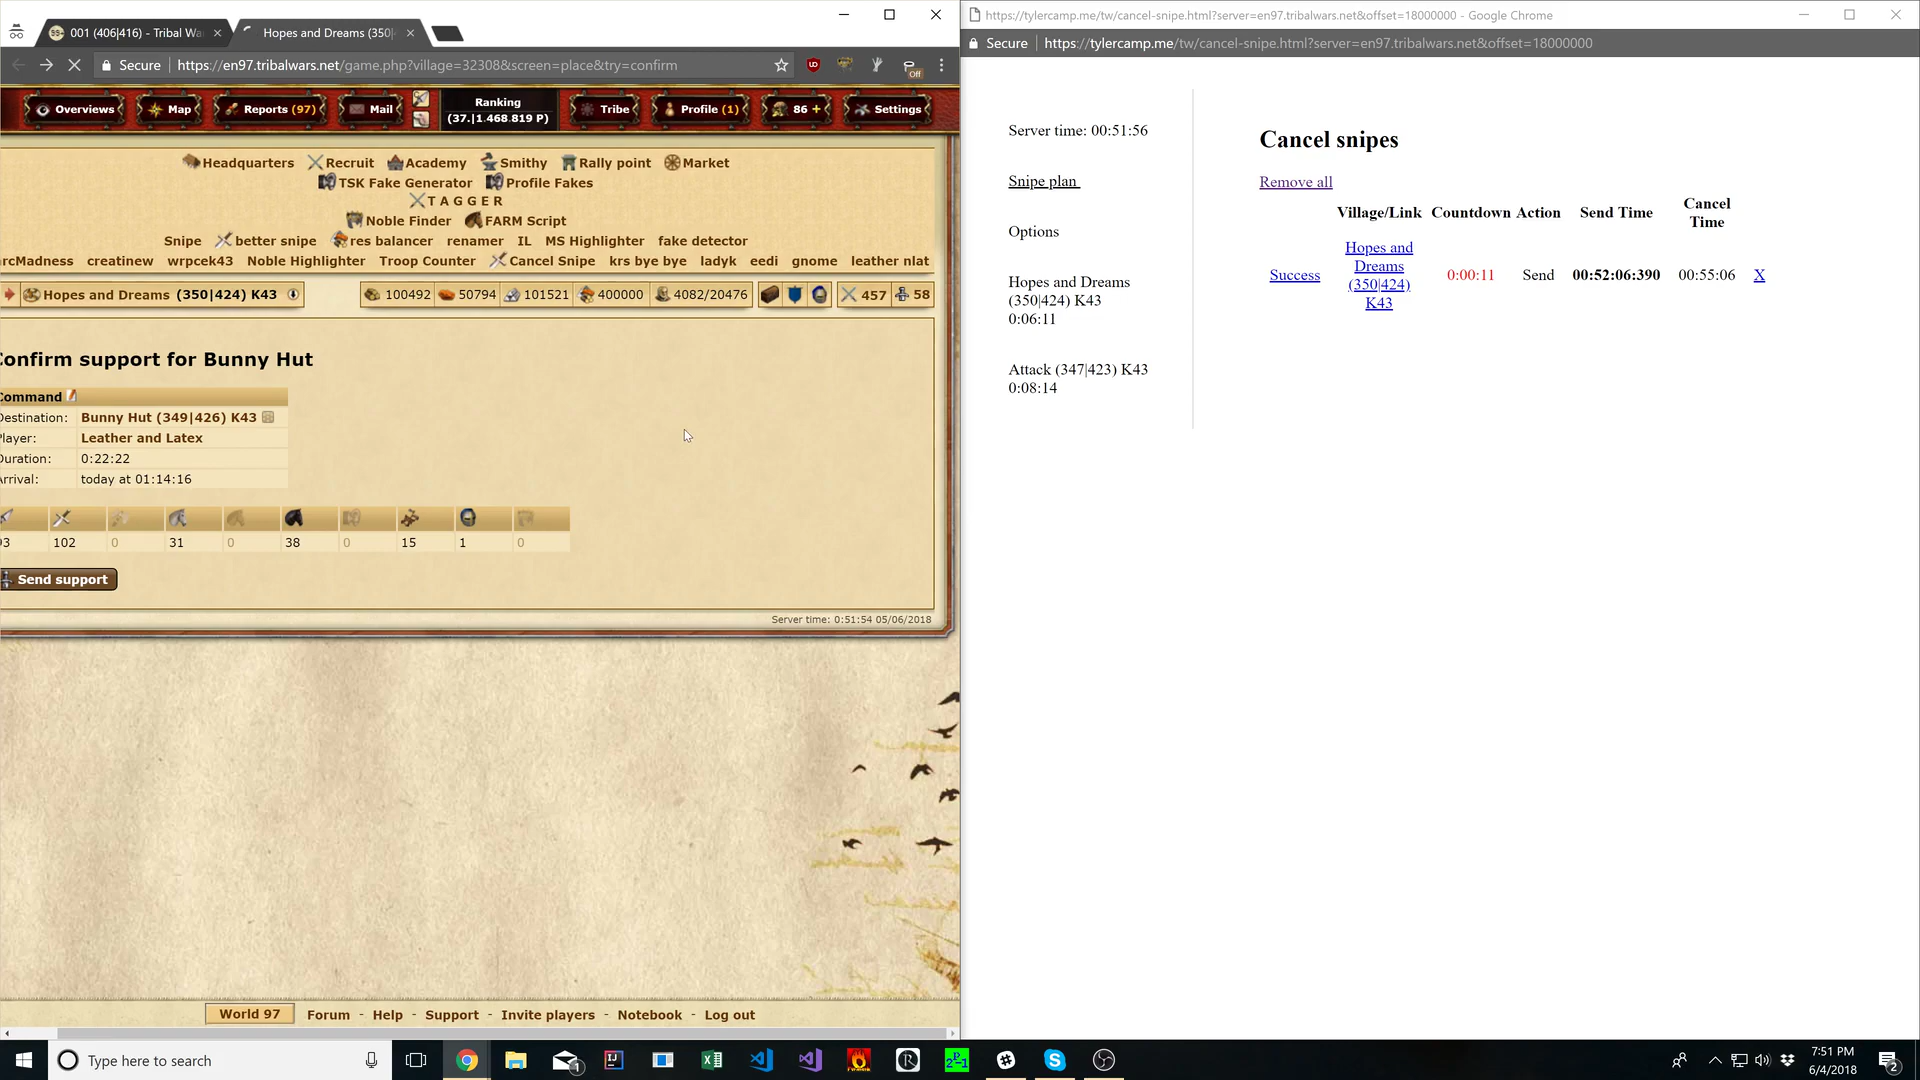 001 (406|416) - Tribal Wa
Hopes and Dreams (350|
Secure
https://en97.tribalwars.net/game.php?village=32308&screen=place&try=confirm
Off
Overviews
Map
Reports (97)
Mail
Ranking
(37.|1.468.819 P)
Tribe
Profile (1)
86 +
Settings
Headquarters Recruit Academy Smithy Rally point Market
TSK Fake Generator Profile Fakes
T A G G E R
Noble Finder FARM Script
Snipe better snipe res balancer renamer IL MS Highlighter fake detector
rcMadness creatinew wrpcek43 Noble Highlighter Troop Counter Cancel Snipe krs bye bye ladyk eedi gnome leather nlat
Hopes and Dreams (350|424) K43
100492 50794 101521 400000 4082/20476
457 58
onfirm support for Bunny Hut
ommand
estination: Bunny Hut (349|426) K43
layer: Leather and Latex
uration: 0:22:22
rrival: today at 01:14:16
93 102 0 31 0 38 0 15 1 0
Send support
Server time: 0:51:54 05/06/2018
World 97 Forum - Help - Support - Invite players - Notebook - Log out
https://tylercamp.me/tw/cancel-snipe.html?server=en97.tribalwars.net&offset=18000000 - Google Chrome
Secure
https://tylercamp.me/tw/cancel-snipe.html?server=en97.tribalwars.net&offset=18000000
Server time: 00:51:56
Snipe plan
Options
Hopes and Dreams
(350|424) K43
0:06:11
Attack (347|423) K43
0:08:14
Cancel snipes
Remove all
Village/Link Countdown Action Send Time Cancel
Time
Success
Hopes and
Dreams
(350|424)
K43
0:00:11 Send 00:52:06:390 00:55:06 X
Type here to search
7:51 PM
6/4/2018